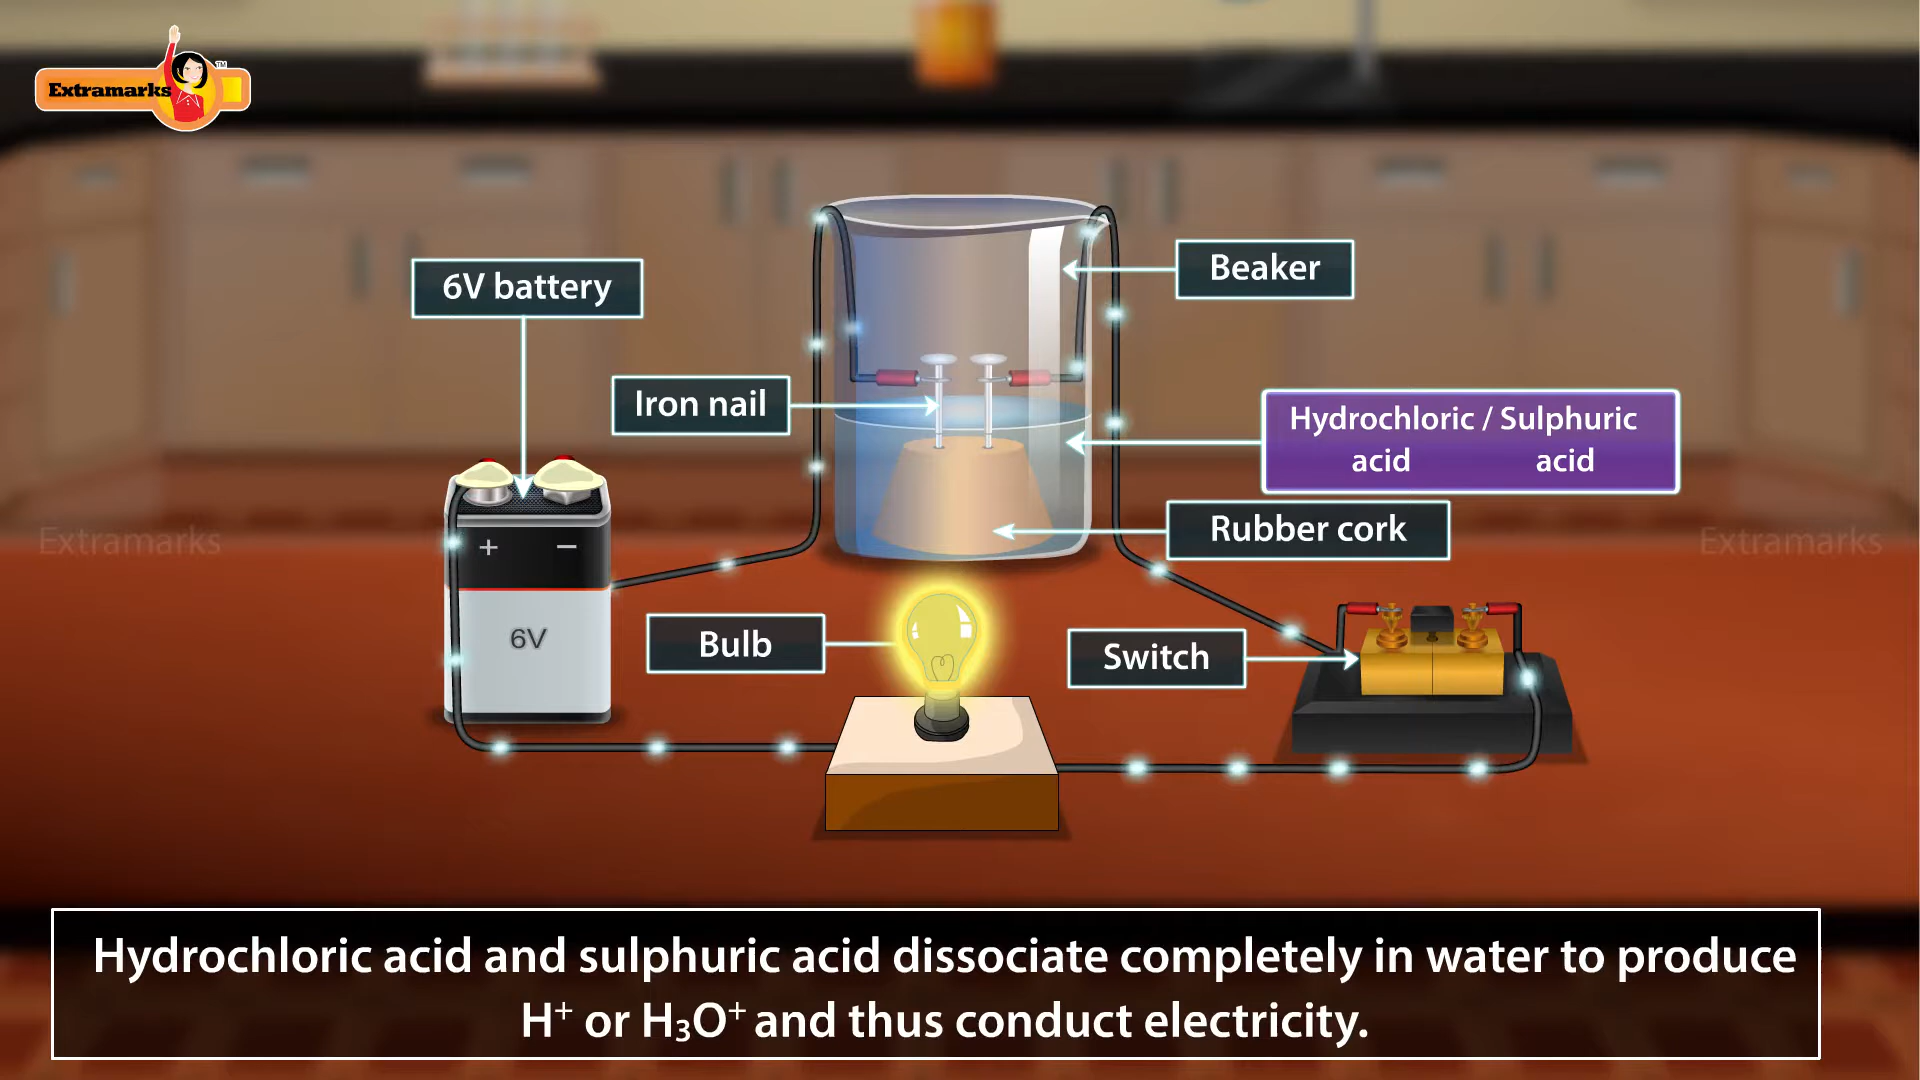 Extramarks
TM
Beaker
6V battery
Iron nail
Hydrochloric / Sulphuric
acid acid
Rubber cork
Extramarks
Extramarks
+ −
6V
Bulb
Switch
Hydrochloric acid and sulphuric acid dissociate completely in water to produce
H⁺ or H₃O⁺ and thus conduct electricity.